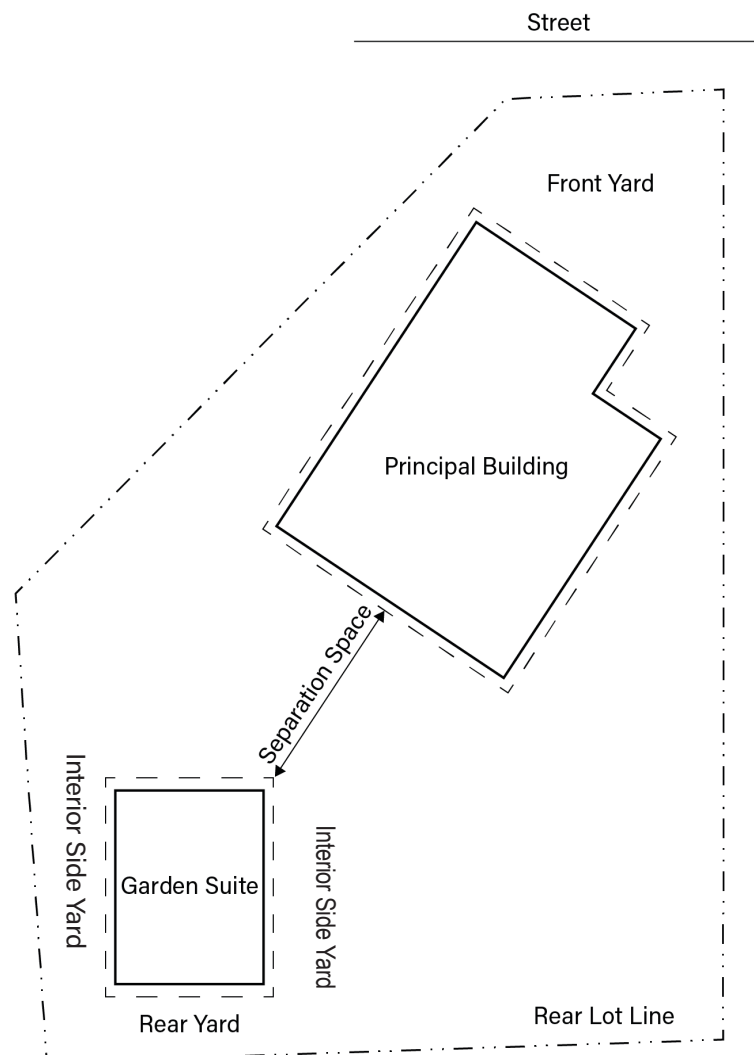 Street
Front Yard
Principal Building
Separation Space
Interior Side Yard
Garden Suite
Interior Side Yard
Rear Yard
Rear Lot Line